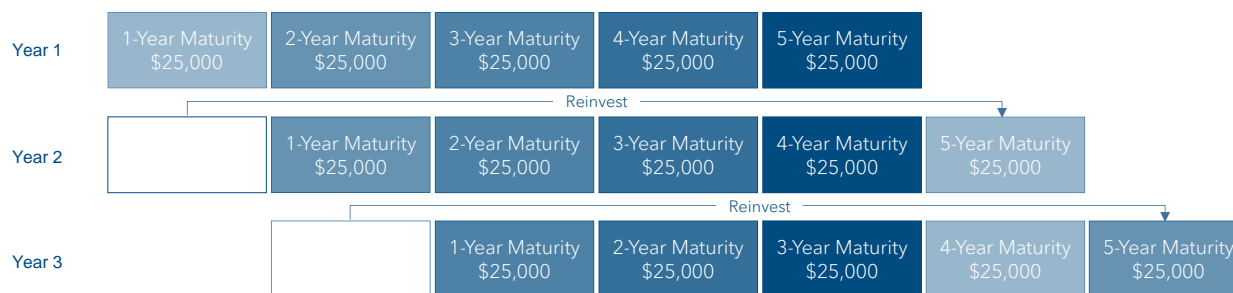 Year 1
1-Year Maturity
$25,000
2-Year Maturity
$25,000
3-Year Maturity
$25,000
4-Year Maturity
$25,000
5-Year Maturity
$25,000
Reinvest
Year 2
1-Year Maturity
$25,000
2-Year Maturity
$25,000
3-Year Maturity
$25,000
4-Year Maturity
$25,000
5-Year Maturity
$25,000
Reinvest
Year 3
1-Year Maturity
$25,000
2-Year Maturity
$25,000
3-Year Maturity
$25,000
4-Year Maturity
$25,000
5-Year Maturity
$25,000